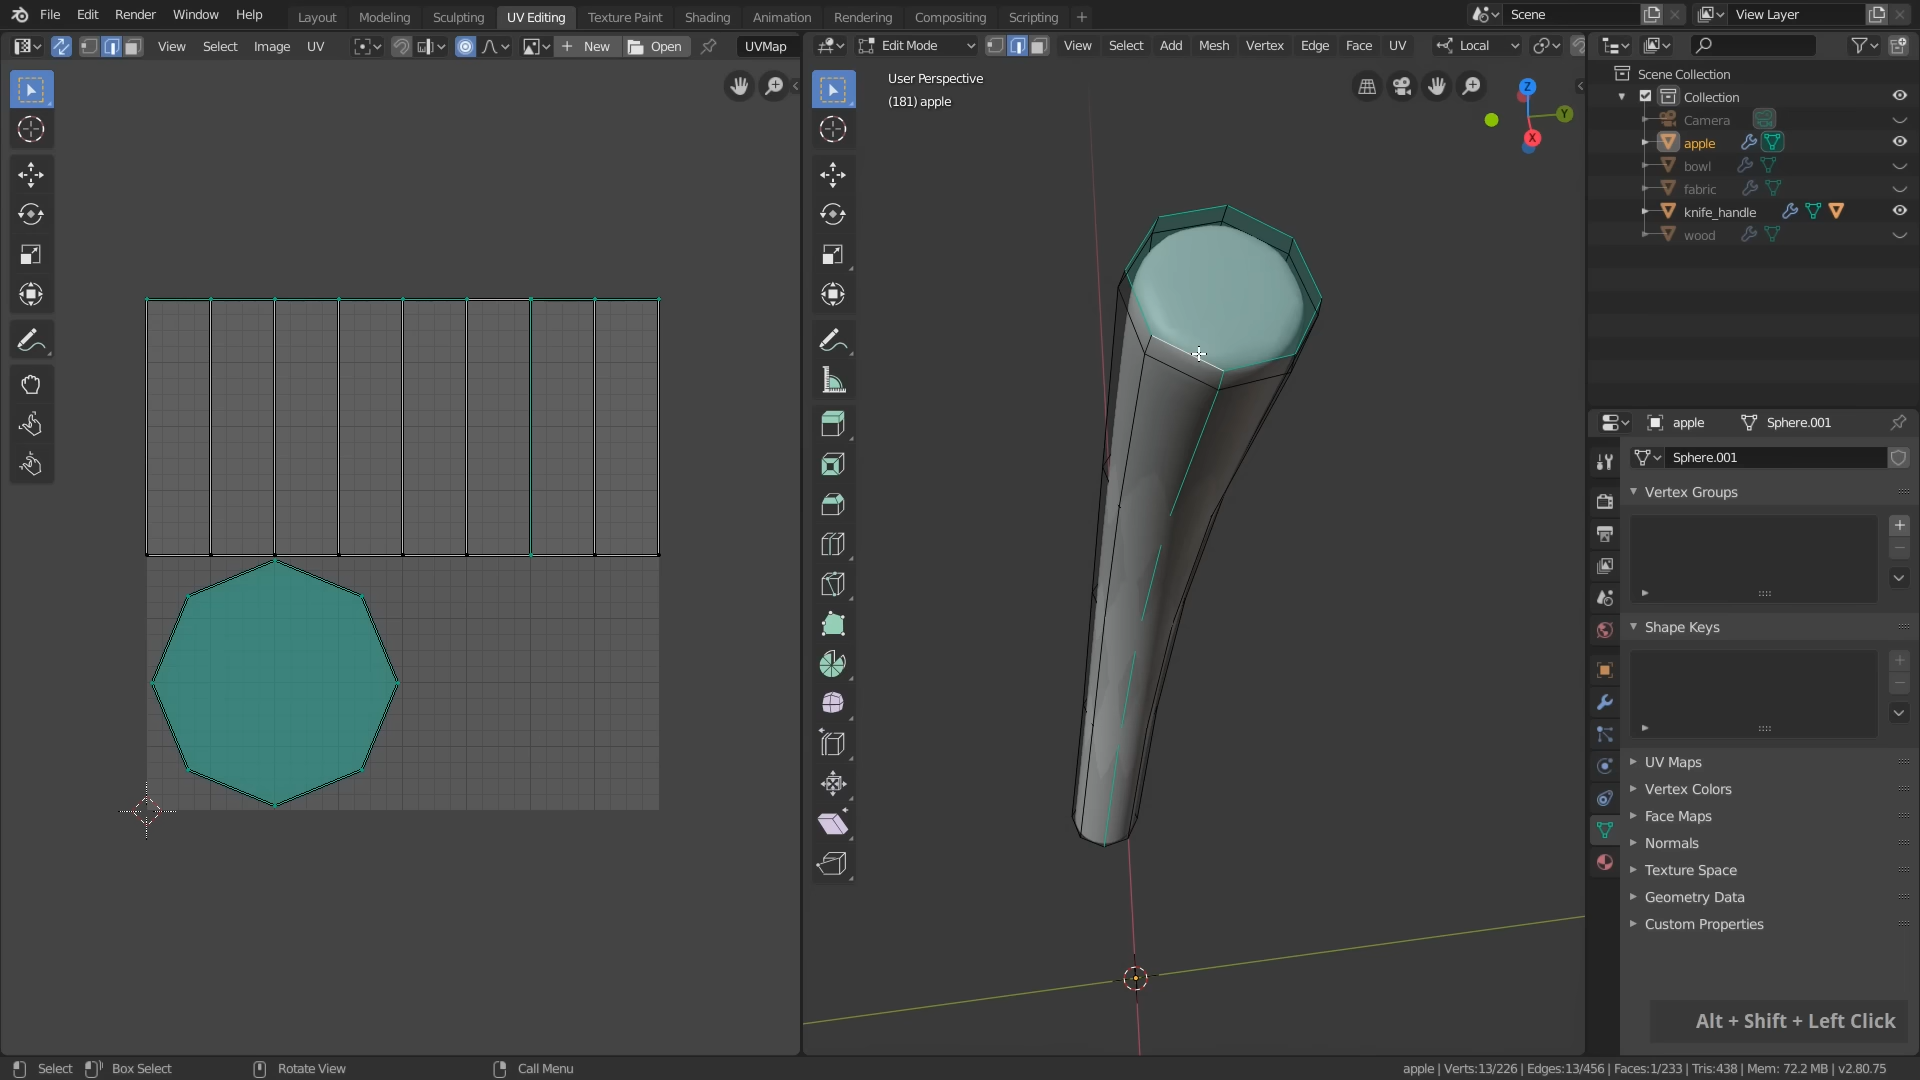 File Edit Render Window Help Layout Modeling Sculpting UV Editing Texture Paint Shading Animation Rendering Compositing Scripting + Scene View Layer
View Select Image UV New Open UVMap Edit Mode View Select Add Mesh Vertex Edge Face UV Local
User Perspective
(181) apple
Z
Y
X
Scene Collection
Collection
Camera
apple
bowl
fabric
knife_handle
wood
apple Sphere.001
Sphere.001
Vertex Groups
Shape Keys
UV Maps
Vertex Colors
Face Maps
Normals
Texture Space
Geometry Data
Custom Properties
Alt + Shift + Left Click
Select Box Select Rotate View Call Menu apple | Verts:13/226 | Edges:13/456 | Faces:1/233 | Tris:438 | Mem: 72.2 MB | v2.80.75